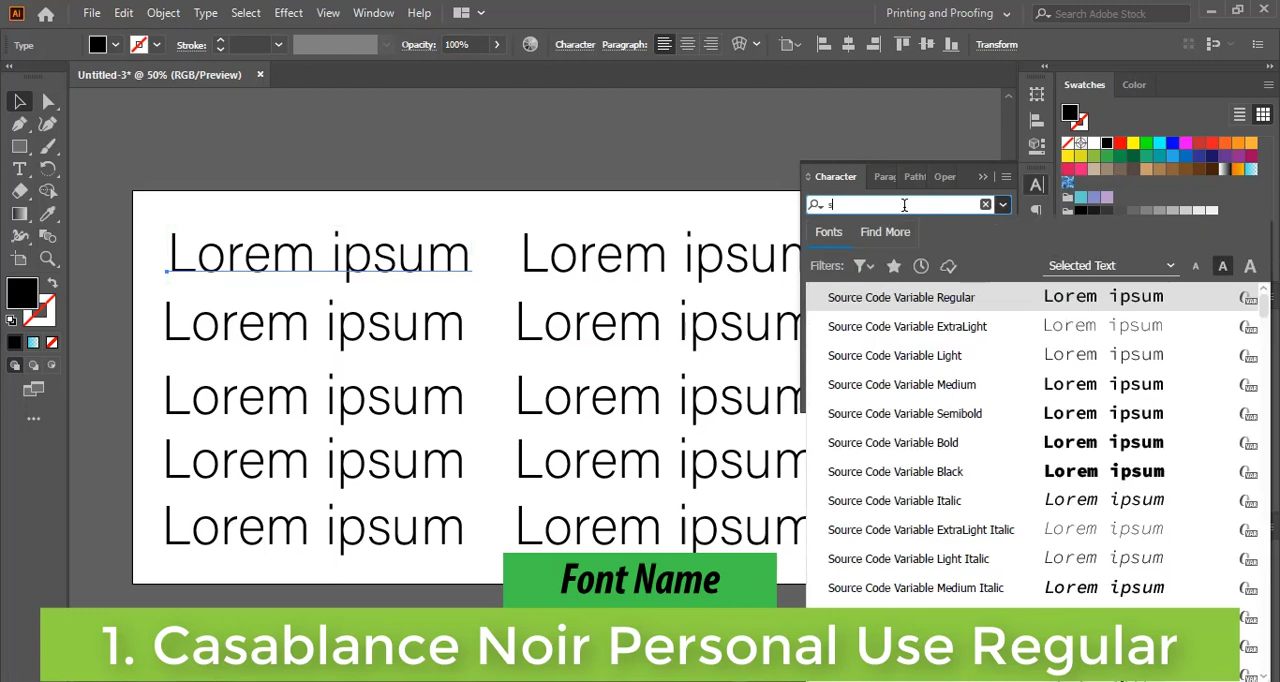 Ai File Edit Object Type Select Effect View Window Help Printing and Proofing Search Adobe Stock
Type Stroke: Opacity: 100% Character Paragraph: Transform
Untitled-3* @ 50% (RGB/Preview) ×
Swatches Color
Character Parag Path Oper
s
Fonts Find More
Filters: Selected Text A A A
Lorem ipsum Lorem ipsum
Lorem ipsum Lorem ipsum
Lorem ipsum Lorem ipsum
Lorem ipsum Lorem ipsum
Lorem ipsum Lorem ipsum
Source Code Variable Regular Lorem ipsum
Source Code Variable ExtraLight Lorem ipsum
Source Code Variable Light Lorem ipsum
Source Code Variable Medium Lorem ipsum
Source Code Variable Semibold Lorem ipsum
Source Code Variable Bold Lorem ipsum
Source Code Variable Black Lorem ipsum
Source Code Variable Italic Lorem ipsum
Source Code Variable ExtraLight Italic Lorem ipsum
Source Code Variable Light Italic Lorem ipsum
Source Code Variable Medium Italic Lorem ipsum
Font Name
1. Casablance Noir Personal Use Regular